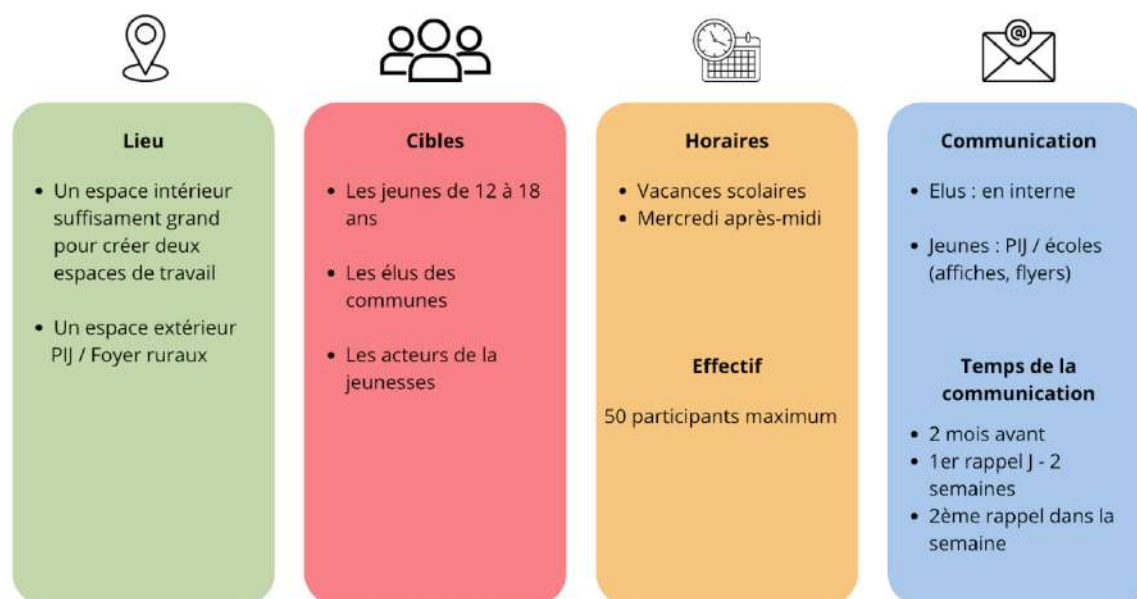 @
Lieu
• Un espace intérieur
suffisament grand
pour créer deux
espaces de travail
• Un espace extérieur
PIJ / Foyer ruraux
Cibles
• Les jeunes de 12 à 18
ans
• Les élus des
communes
• Les acteurs de la
jeunesses
Horaires
• Vacances scolaires
• Mercredi après-midi
Effectif
50 participants maximum
Communication
• Elus : en interne
• Jeunes : PIJ / écoles
(affiches, flyers)
Temps de la
communication
• 2 mois avant
• 1er rappel J - 2
semaines
• 2ème rappel dans la
semaine